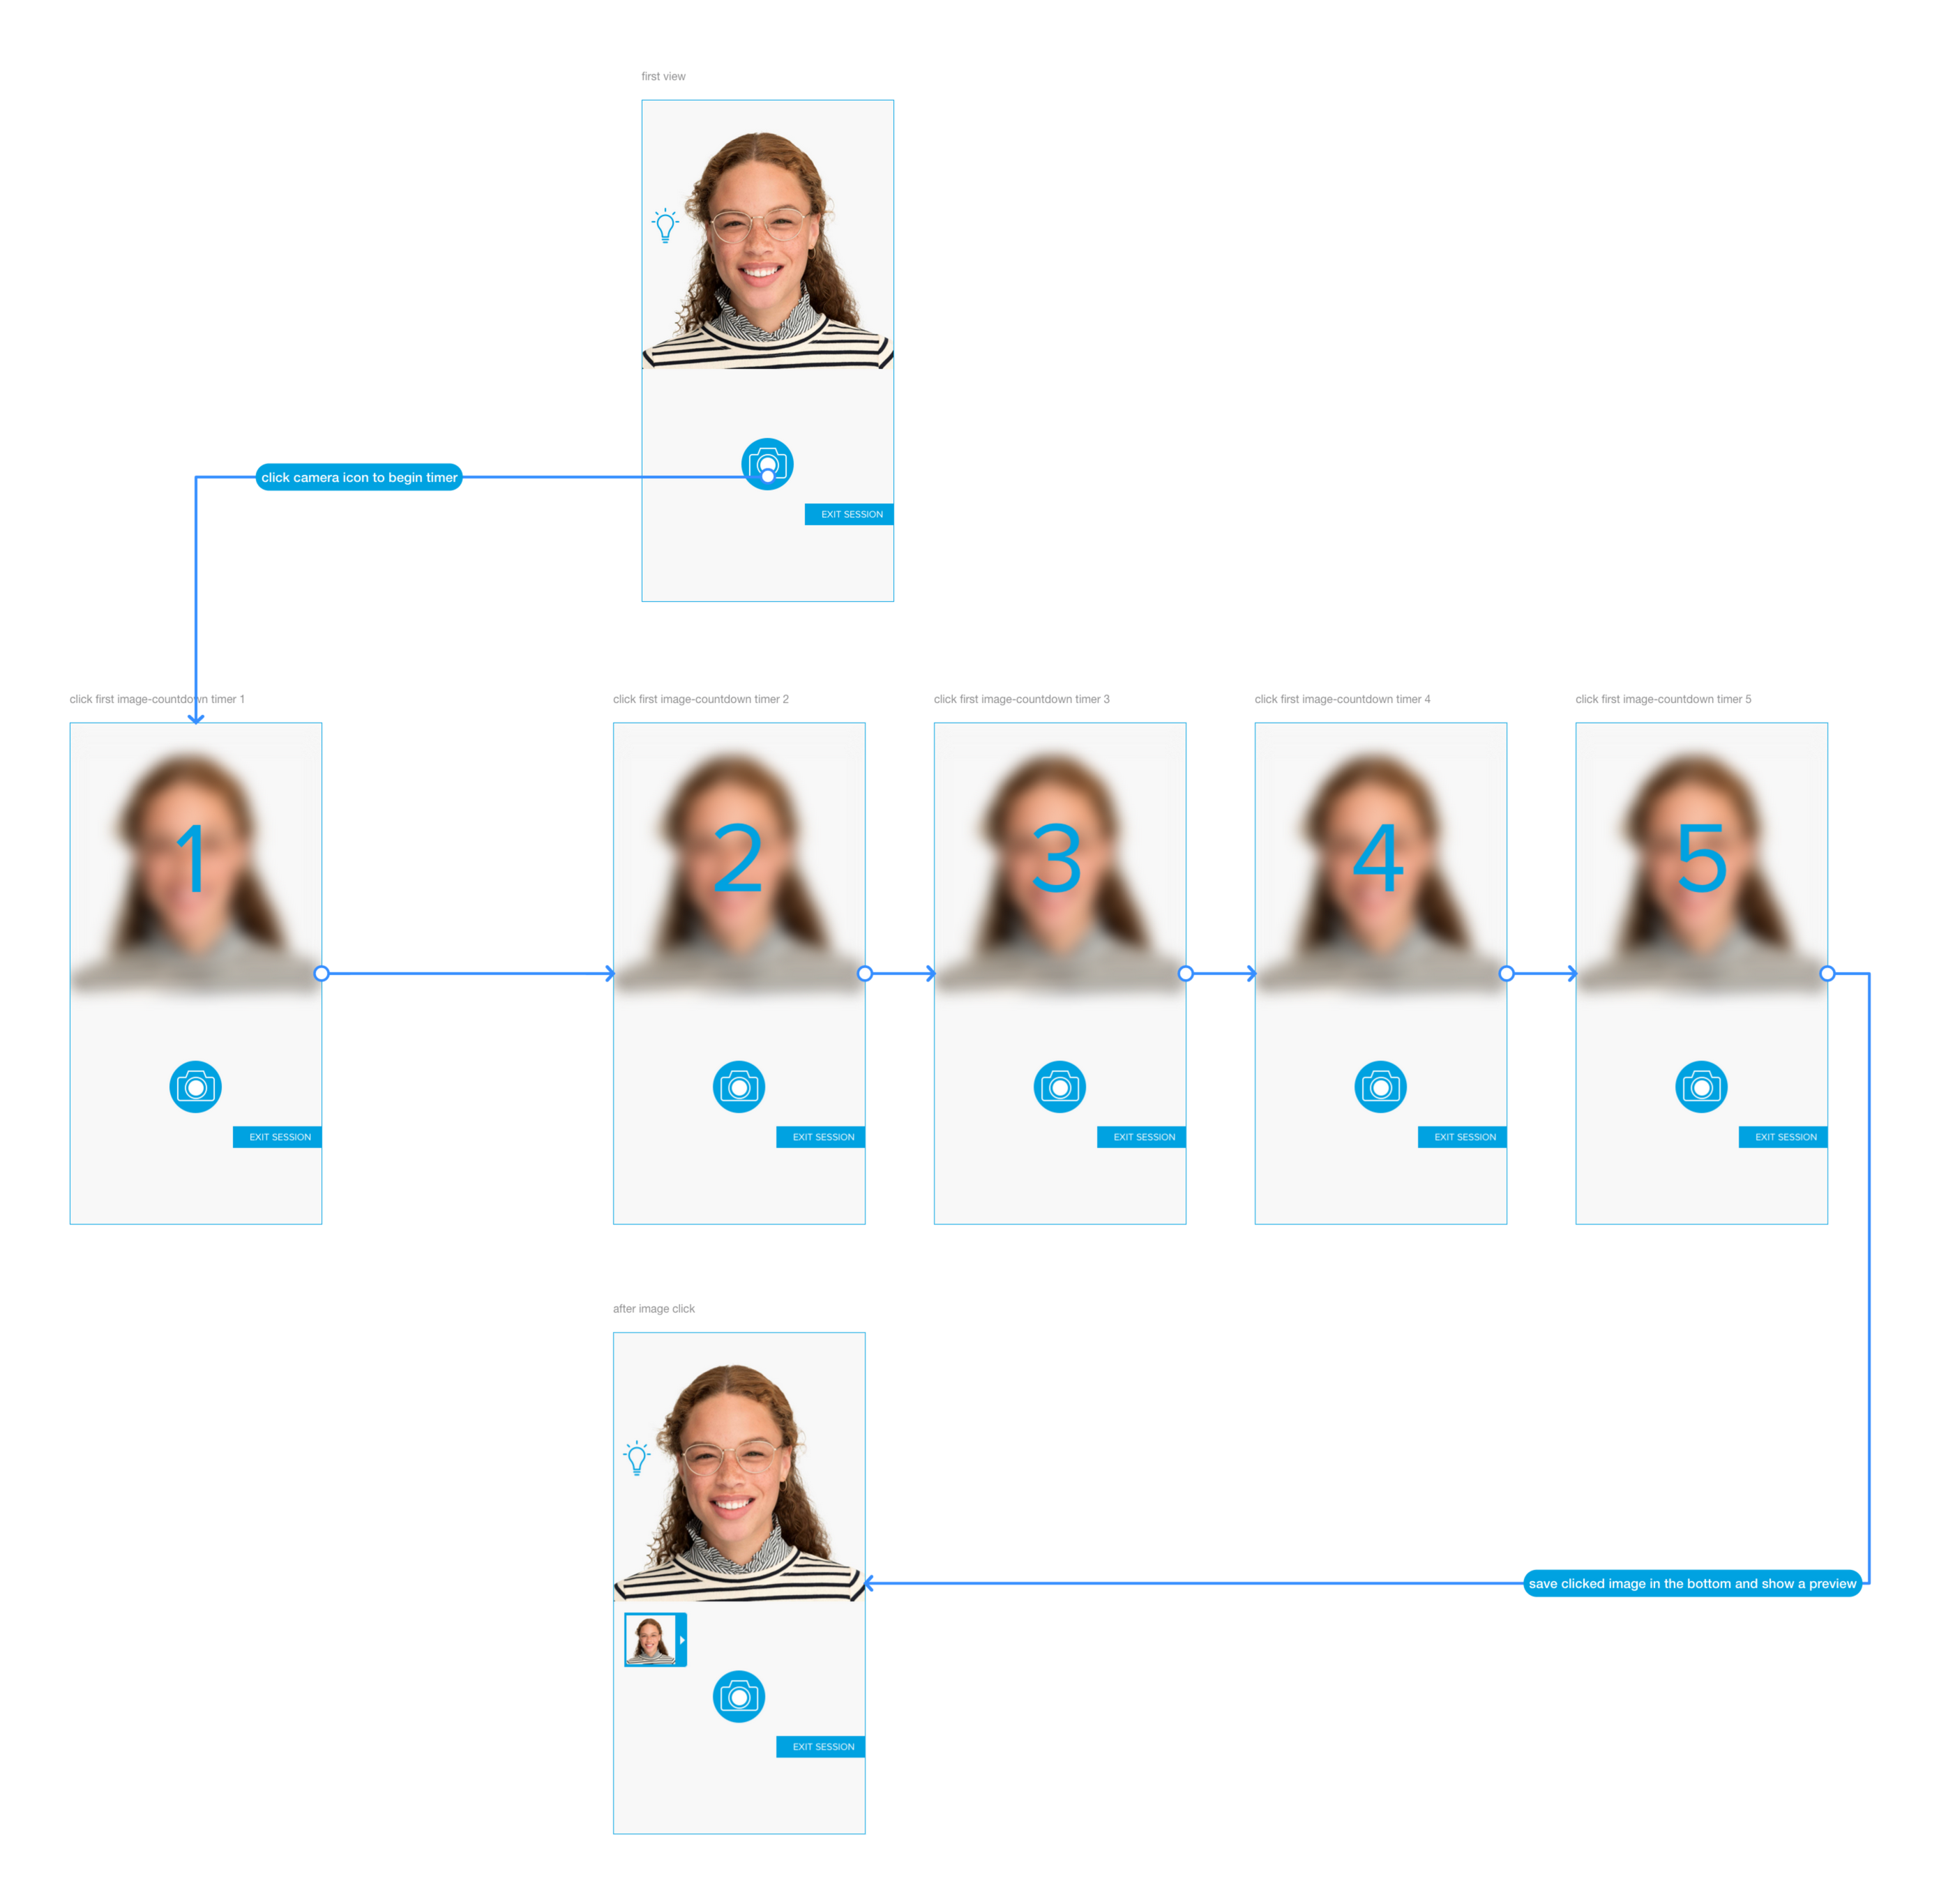 first view
click camera icon to begin timer
EXIT SESSION
click first image-countdown timer 1
click first image-countdown timer 2
click first image-countdown timer 3
click first image-countdown timer 4
click first image-countdown timer 5
1
2
3
4
5
EXIT SESSION
EXIT SESSION
EXIT SESSION
EXIT SESSION
EXIT SESSION
after image click
save clicked image in the bottom and show a preview
EXIT SESSION